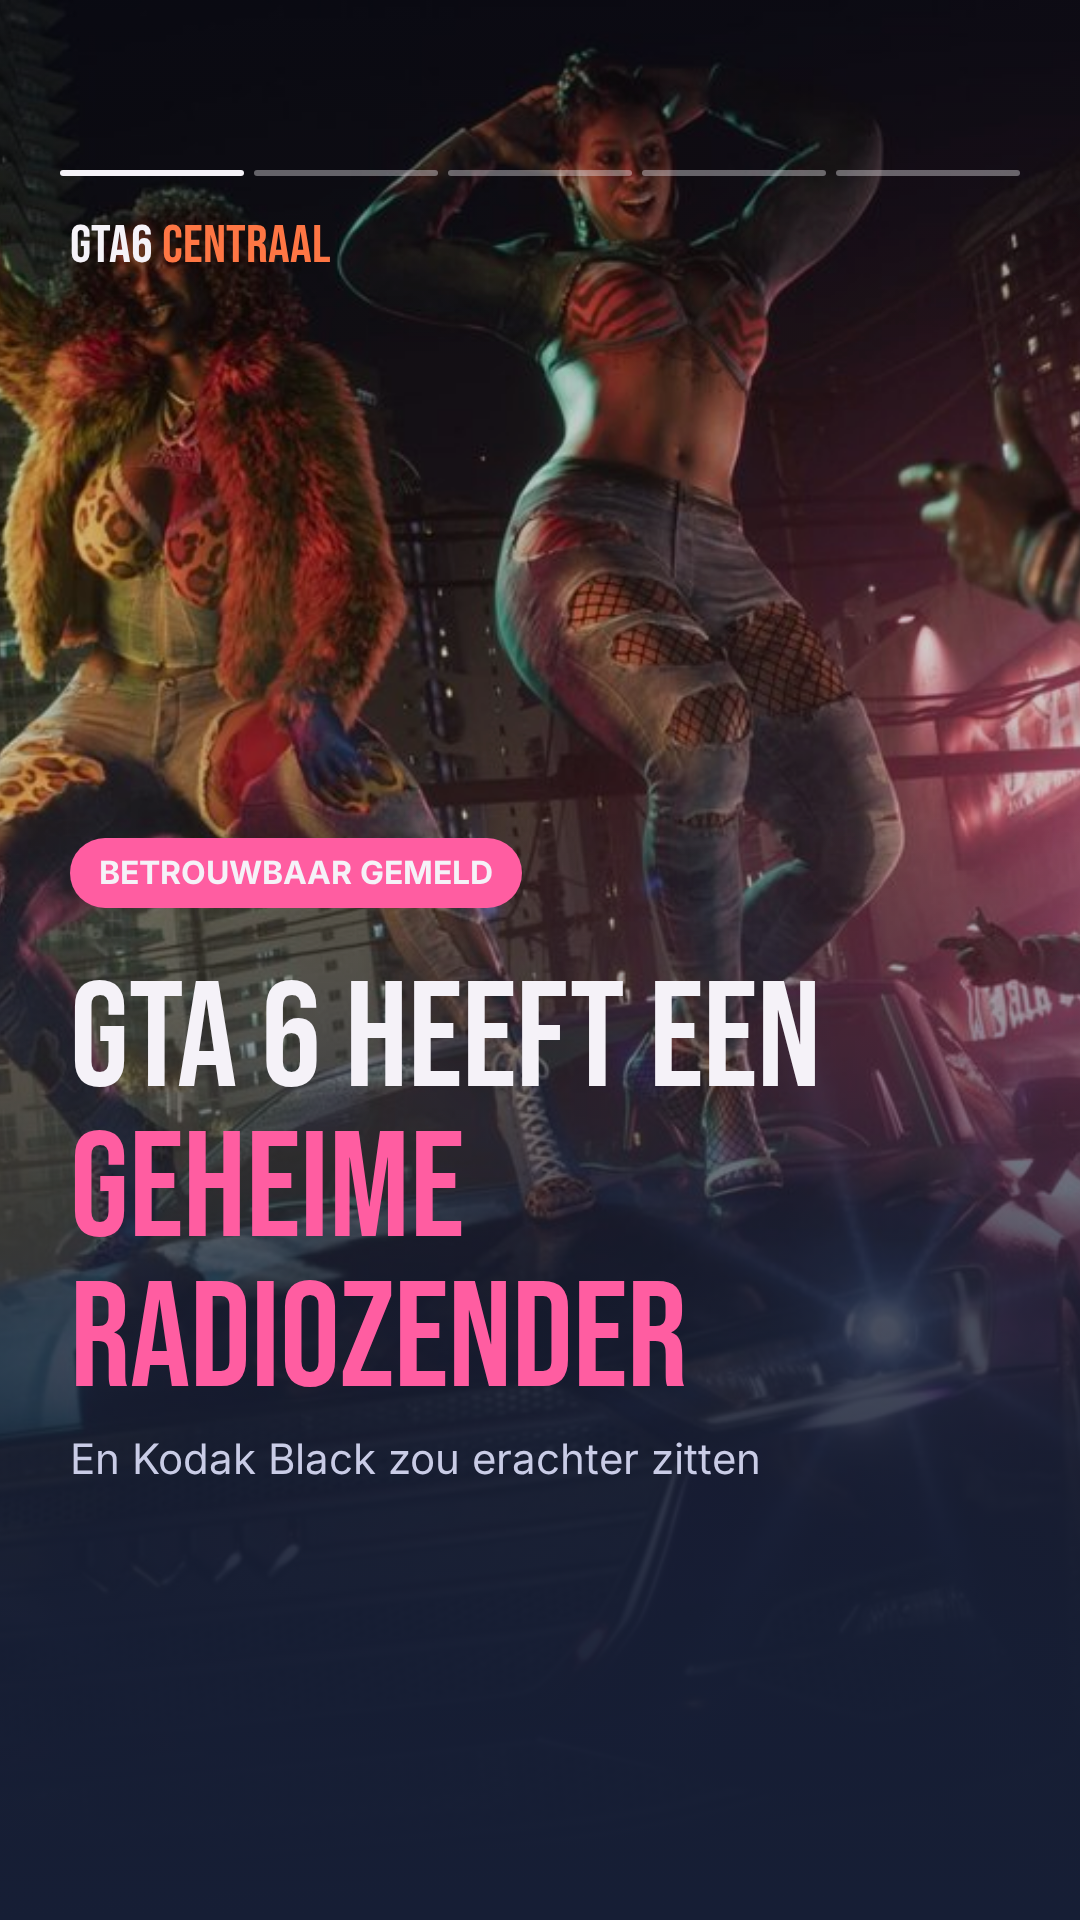 GTA6 CENTRAAL
BETROUWBAAR GEMELD
GTA 6 HEEFT EEN
GEHEIME
RADIOZENDER
En Kodak Black zou erachter zitten